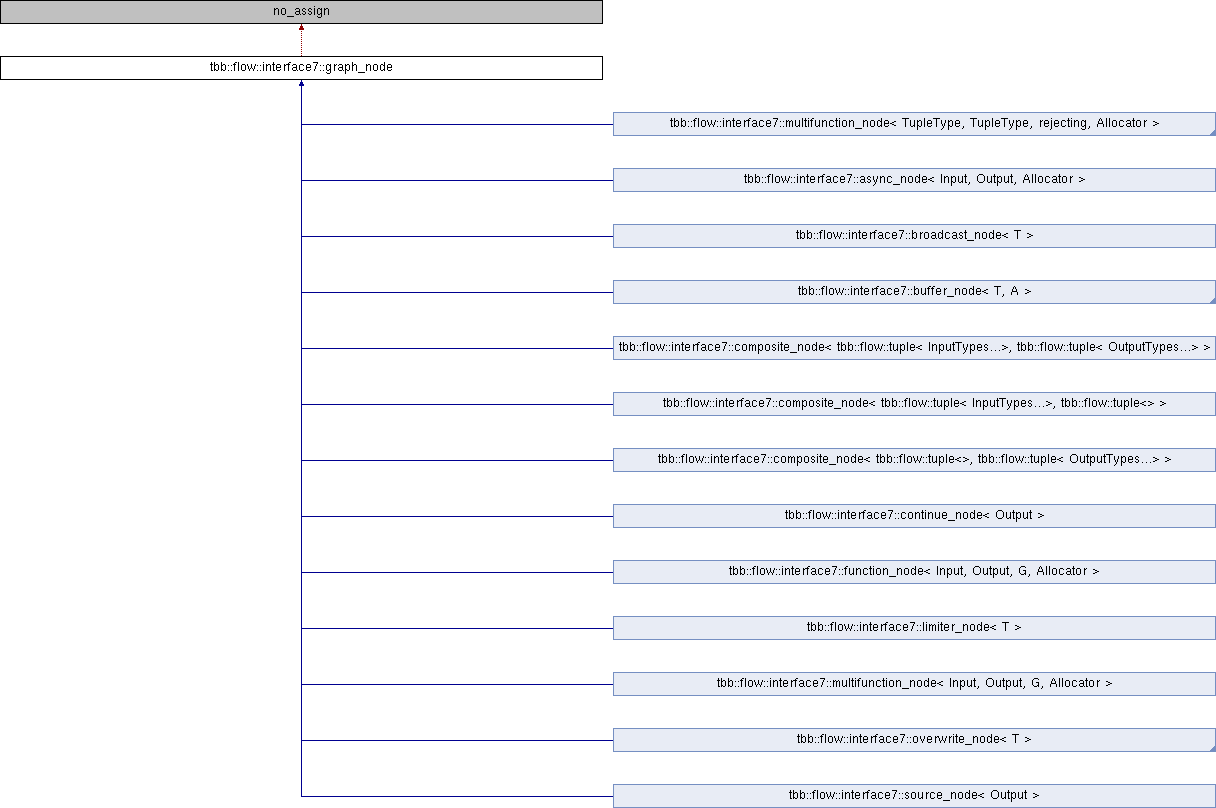 no_assign
tbb::flow::interface7::graph_node
tbb::flow::interface7::multifunction_node< TupleType, TupleType, rejecting, Allocator >
tbb::flow::interface7::async_node< Input, Output, Allocator >
tbb::flow::interface7::broadcast_node< T >
tbb::flow::interface7::buffer_node< T, A >
tbb::flow::interface7::composite_node< tbb::flow::tuple< InputTypes...>, tbb::flow::tuple< OutputTypes...> >
tbb::flow::interface7::composite_node< tbb::flow::tuple< InputTypes...>, tbb::flow::tuple<> >
tbb::flow::interface7::composite_node< tbb::flow::tuple<>, tbb::flow::tuple< OutputTypes...> >
tbb::flow::interface7::continue_node< Output >
tbb::flow::interface7::function_node< Input, Output, G, Allocator >
tbb::flow::interface7::limiter_node< T >
tbb::flow::interface7::multifunction_node< Input, Output, G, Allocator >
tbb::flow::interface7::overwrite_node< T >
tbb::flow::interface7::source_node< Output >